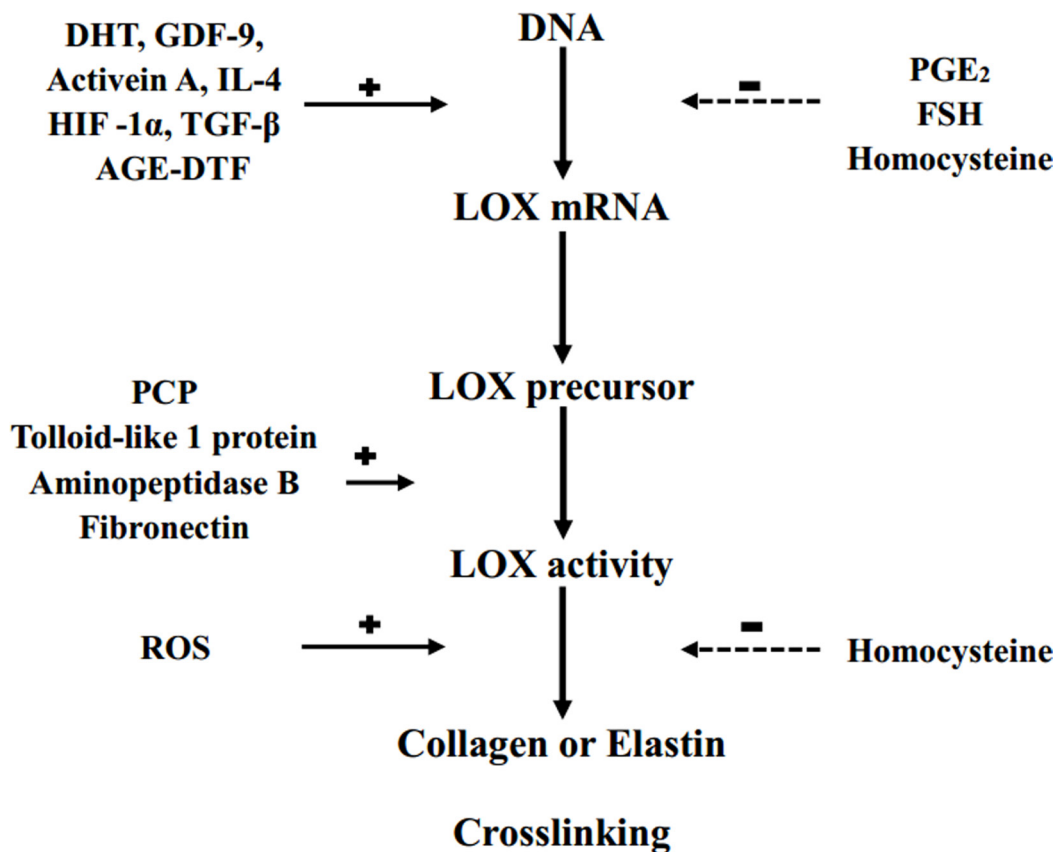 DNA
DHT, GDF-9,
Activein A, IL-4
HIF -1α, TGF-β
AGE-DTF
+
-
PGE₂
FSH
Homocysteine
LOX mRNA
LOX precursor
PCP
Tolloid-like 1 protein
Aminopeptidase B
Fibronectin
+
LOX activity
ROS
+
-
Homocysteine
Collagen or Elastin
Crosslinking